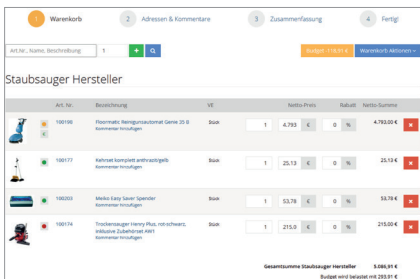 1 Warenkorb 2 Adressen & Kommentare 3 Zusammenfassung 4 Fertig!
Art.Nr., Name, Beschreibung 1 + Budget -118,91 € Warenkorb Aktionen
Staubsauger Hersteller
Art. Nr. Bezeichnung VE Netto-Preis Rabatt Netto-Summe
100190 Floormatic Reinigunsautomat Genie 35 B Stück 1 4.793 € 0 % 4.793,00 € ×
€ Kommentar hinzufügen
100177 Kehrset komplett anthrazit/gelb Stück 1 25,13 € 0 % 25,13 € ×
Kommentar hinzufügen
100203 Meiko Easy Saver Spender Stück 1 53,78 € 0 % 53,78 € ×
Kommentar hinzufügen
100174 Trockensauger Henry Plus, rot-schwarz, Stück 1 215,0 € 0 % 215,00 € ×
inklusive Zubehörset AW1
Kommentar hinzufügen
Gesamtsumme Staubsauger Hersteller 5.086,91 €
Budget wird belastet mit 293,91 €